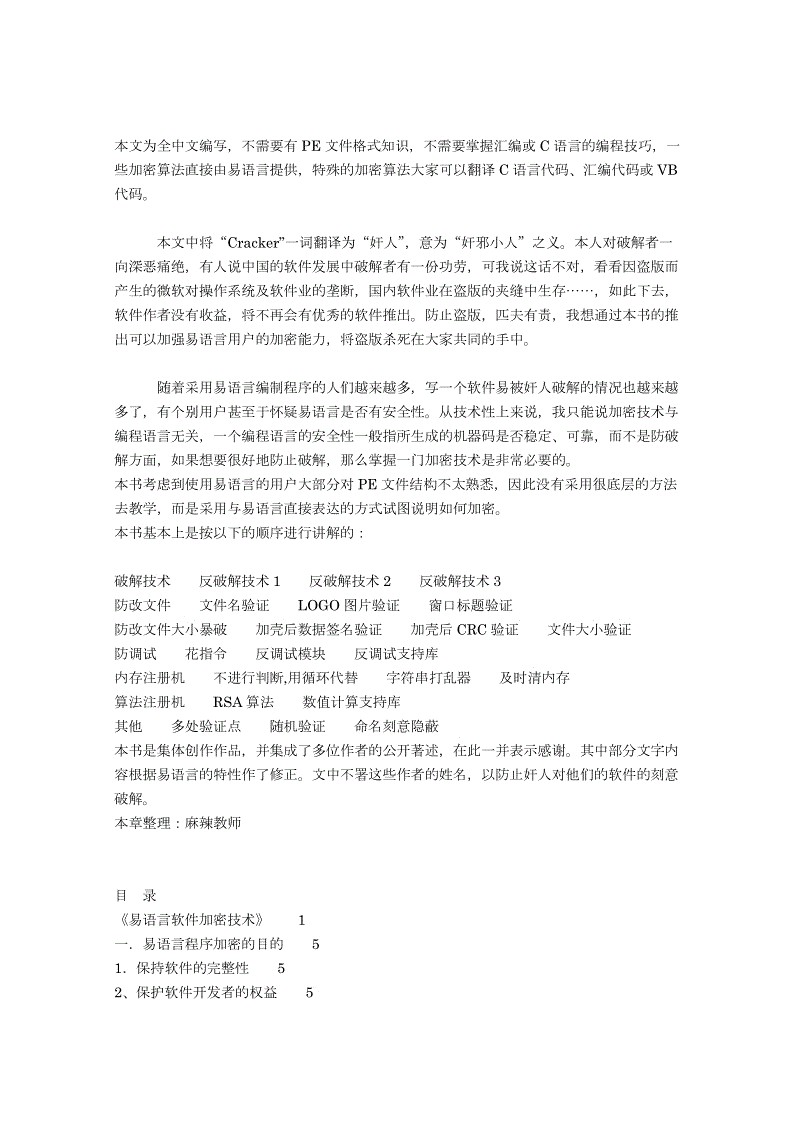 本文为全中文编写，不需要有 PE 文件格式知识，不需要掌握汇编或 C 语言的编程技巧，一
些加密算法直接由易语言提供，特殊的加密算法大家可以翻译 C 语言代码、汇编代码或 VB
代码。
本文中将“Cracker”一词翻译为“奸人”，意为“奸邪小人”之义。本人对破解者一
向深恶痛绝，有人说中国的软件发展中破解者有一份功劳，可我说这话不对，看看因盗版而
产生的微软对操作系统及软件业的垄断，国内软件业在盗版的夹缝中生存……，如此下去，
软件作者没有收益，将不再会有优秀的软件推出。防止盗版，匹夫有责，我想通过本书的推
出可以加强易语言用户的加密能力，将盗版杀死在大家共同的手中。
随着采用易语言编制程序的人们越来越多，写一个软件易被奸人破解的情况也越来越
多了，有个别用户甚至于怀疑易语言是否有安全性。从技术性上来说，我只能说加密技术与
编程语言无关，一个编程语言的安全性一般指所生成的机器码是否稳定、可靠，而不是防破
解方面，如果想要很好地防止破解，那么掌握一门加密技术是非常必要的。
本书考虑到使用易语言的用户大部分对 PE 文件结构不太熟悉，因此没有采用很底层的方法
去教学，而是采用与易语言直接表达的方式试图说明如何加密。
本书基本上是按以下的顺序进行讲解的：
破解技术 反破解技术 1 反破解技术 2 反破解技术 3
防改文件 文件名验证 LOGO 图片验证 窗口标题验证
防改文件大小暴破 加壳后数据签名验证 加壳后 CRC 验证 文件大小验证
防调试 花指令 反调试模块 反调试支持库
内存注册机 不进行判断,用循环代替 字符串打乱器 及时清内存
算法注册机 RSA 算法 数值计算支持库
其他 多处验证点 随机验证 命名刻意隐蔽
本书是集体创作作品，并集成了多位作者的公开著述，在此一并表示感谢。其中部分文字内
容根据易语言的特性作了修正。文中不署这些作者的姓名，以防止奸人对他们的软件的刻意
破解。
本章整理：麻辣教师
目 录
《易语言软件加密技术》 1
一．易语言程序加密的目的 5
1．保持软件的完整性 5
2、保护软件开发者的权益 5